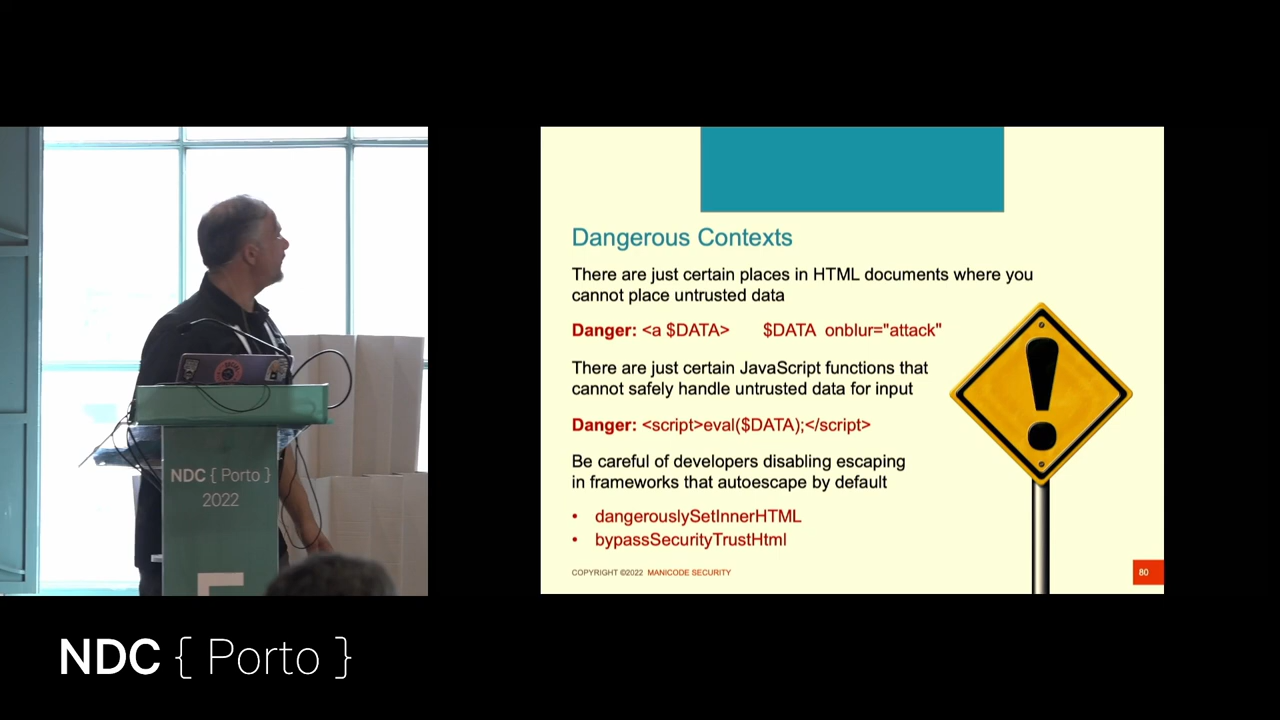 NDC { Porto }
2022
Dangerous Contexts
There are just certain places in HTML documents where you
cannot place untrusted data
Danger: <a $DATA> $DATA onblur="attack"
There are just certain JavaScript functions that
cannot safely handle untrusted data for input
Danger: <script>eval($DATA);</script>
Be careful of developers disabling escaping
in frameworks that autoescape by default
• dangerouslySetInnerHTML
• bypassSecurityTrustHtml
COPYRIGHT ©2022 MANICODE SECURITY
80
NDC { Porto }